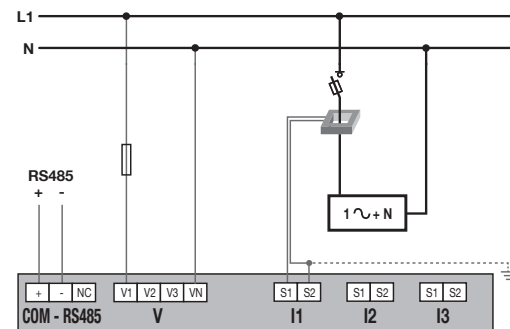 L1
N
RS485
+ -
1 ∿ + N
+ - NC V1 V2 V3 VN S1 S2 S1 S2 S1 S2
COM - RS485 V I1 I2 I3